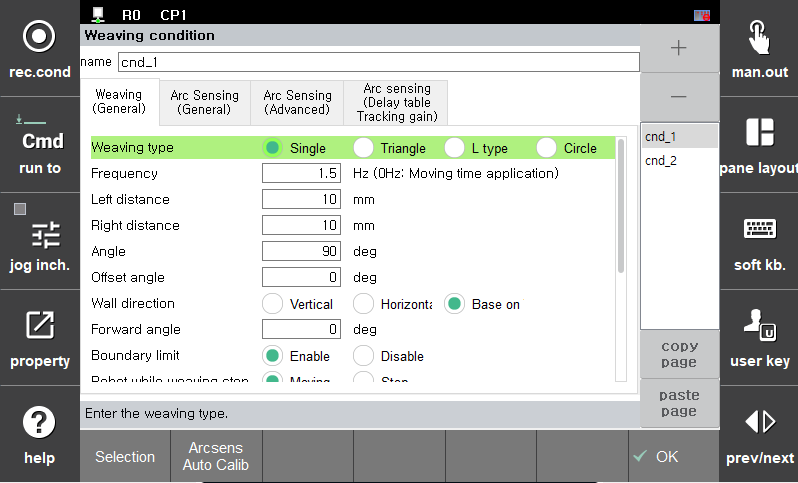 R0 CP1
Weaving condition
name cnd_1
Weaving
(General)
Arc Sensing
(General)
Arc Sensing
(Advanced)
Arc sensing
(Delay table
Tracking gain)
Weaving type Single Triangle L type Circle
Frequency 1.5 Hz (0Hz: Moving time application)
Left distance 10 mm
Right distance 10 mm
Angle 90 deg
Offset angle 0 deg
Wall direction Vertical Horizonta Base on
Forward angle 0 deg
Boundary limit Enable Disable
Robot while weaving stop Moving Stop
Enter the weaving type.
cnd_1
cnd_2
copy
page
paste
page
rec.cond
Cmd
run to
jog inch.
property
help
man.out
pane layout
soft kb.
U
user key
prev/next
Selection
Arcsens
Auto Calib
OK